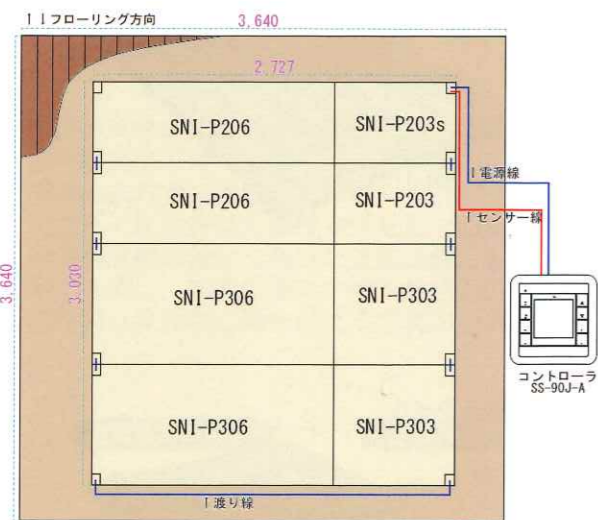 ↑↓フローリング方向
3,640
2,727
SNI-P206
SNI-P203s
電源線
SNI-P206
SNI-P203
センサー線
3,640
3,030
SNI-P306
SNI-P303
コントローラ
SS-90J-A
SNI-P306
SNI-P303
渡り線